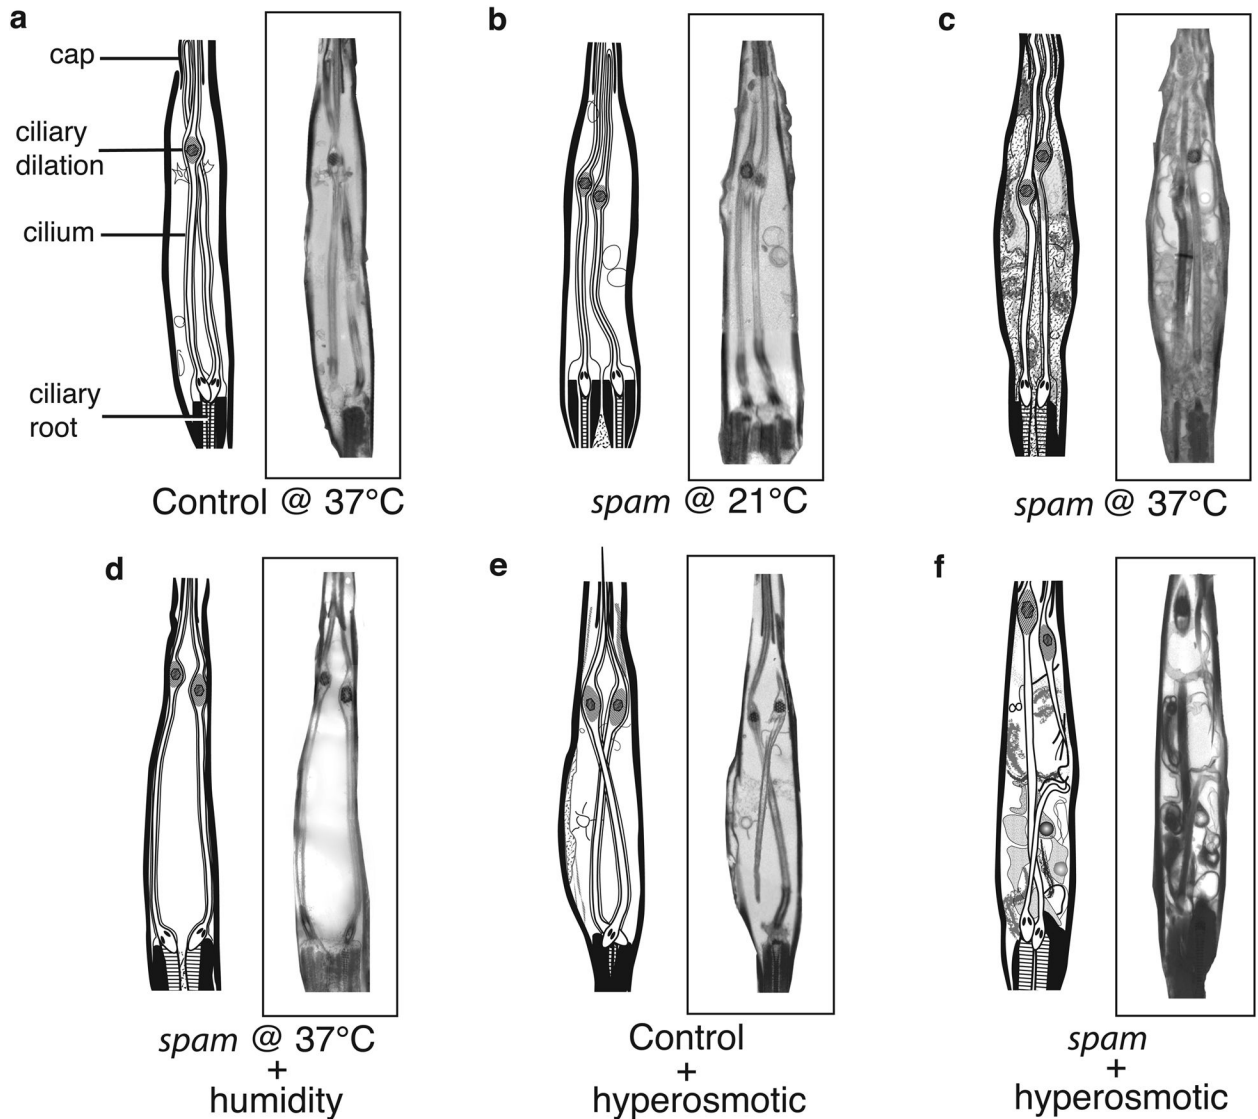 a
cap
ciliary
dilation
cilium
ciliary
root
Control @ 37°C
b
spam @ 21°C
c
spam @ 37°C
d
spam @ 37°C
+
humidity
e
Control
+
hyperosmotic
f
spam
+
hyperosmotic